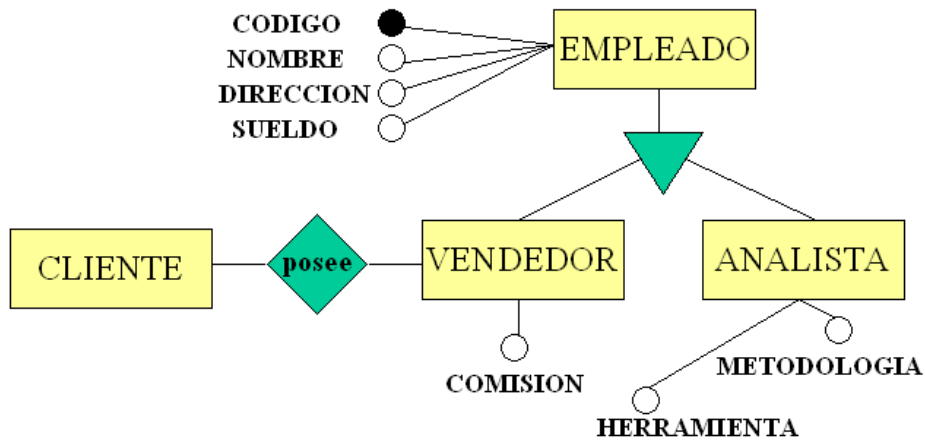 CODIGO
EMPLEADO
NOMBRE
DIRECCION
SUELDO
CLIENTE
posee
VENDEDOR
ANALISTA
COMISION
METODOLOGIA
HERRAMIENTA